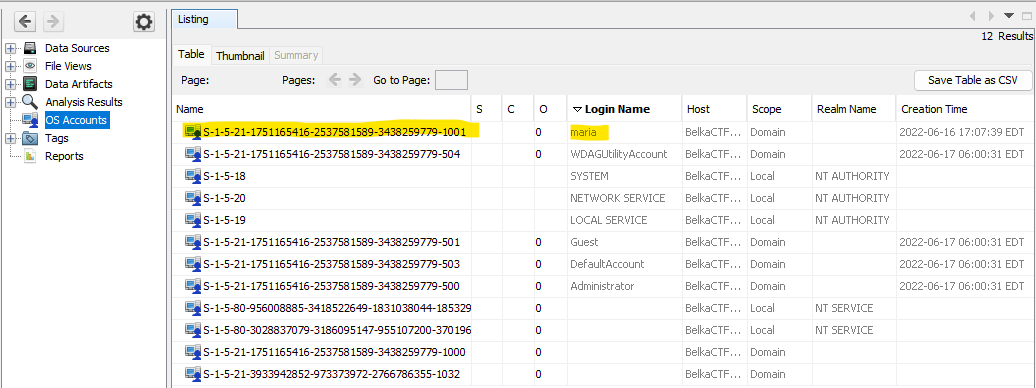 Listing
12 Results
Data Sources
File Views
Data Artifacts
Analysis Results
OS Accounts
Tags
Reports
Table Thumbnail Summary
Page: Pages: Go to Page: Save Table as CSV
Name S C O Login Name Host Scope Realm Name Creation Time
S-1-5-21-1751165416-2537581589-3438259779-1001 0 maria BelkaCTF... Domain 2022-06-16 17:07:39 EDT
S-1-5-21-1751165416-2537581589-3438259779-504 0 WDAGUtilityAccount BelkaCTF... Domain 2022-06-17 06:00:31 EDT
S-1-5-18 SYSTEM BelkaCTF... Local NT AUTHORITY
S-1-5-20 NETWORK SERVICE BelkaCTF... Local NT AUTHORITY
S-1-5-19 LOCAL SERVICE BelkaCTF... Local NT AUTHORITY
S-1-5-21-1751165416-2537581589-3438259779-501 0 Guest BelkaCTF... Domain 2022-06-17 06:00:31 EDT
S-1-5-21-1751165416-2537581589-3438259779-503 0 DefaultAccount BelkaCTF... Domain 2022-06-17 06:00:31 EDT
S-1-5-21-1751165416-2537581589-3438259779-500 0 Administrator BelkaCTF... Domain 2022-06-17 06:00:31 EDT
S-1-5-80-956008885-3418522649-1831038044-185329 0 BelkaCTF... Local NT SERVICE
S-1-5-80-3028837079-3186095147-955107200-370196 0 BelkaCTF... Local NT SERVICE
S-1-5-21-1751165416-2537581589-3438259779-1000 0 BelkaCTF... Domain
S-1-5-21-3933942852-973373972-2766786355-1032 0 BelkaCTF... Domain